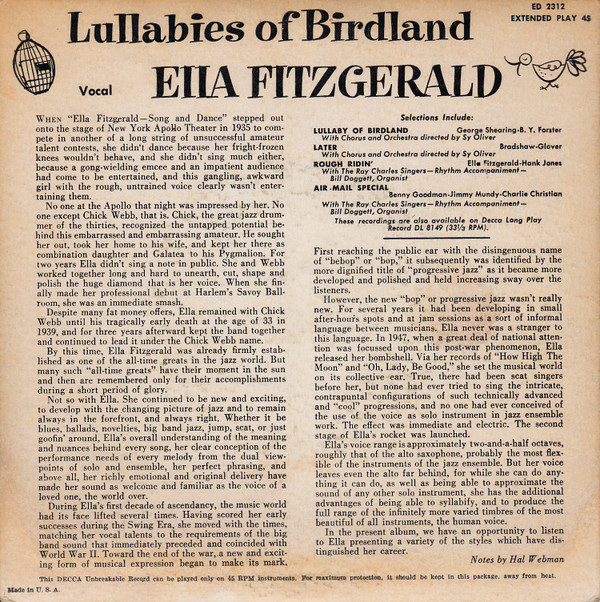 Lullabies of Birdland
ED 2312
EXTENDED PLAY 45
Vocal
Ella FITZGERALD
WHEN "Ella Fitzgerald—Song and Dance" stepped out
onto the stage of New York Apollo Theater in 1935 to com-
pete in another of a long string of unsuccessful amateur
talent contests, she didn't dance because her fright-frozen
knees wouldn't behave, and she didn't sing much either,
because a gong-wielding emcee and an impatient audience
had come to be entertained, and this gangling, awkward
girl with the rough, untrained voice clearly wasn't enter-
taining them.
No one at the Apollo that night was impressed by her. No
one except Chick Webb, that is. Chick, the great jazz drum-
mer of the thirties, recognized the untapped potential be-
hind this embarrassed and embarrassing amateur. He sought
her out, took her home to his wife, and kept her there as
combination daughter and Galatea to his Pygmalion. For
two years Ella didn't sing a note in public. She and Webb
worked together long and hard to unearth, cut, shape and
polish the huge diamond that is her voice. When she fin-
ally made her professional debut at Harlem's Savoy Ball-
room, she was an immediate smash.
Despite many fat money offers, Ella remained with Chick
Webb until his tragically early death at the age of 33 in
1939, and for three years afterward kept the band together
and continued to lead it under the Chick Webb name.
By this time, Ella Fitzgerald was already firmly estab-
lished as one of the all-time greats in the jazz world. But
many such "all-time greats" have their moment in the sun
and then are remembered only for their accomplishments
during a short period of glory.
Not so with Ella. She continued to be new and exciting,
to develop with the changing picture of jazz and to remain
always in the forefront, and always right. Whether it be
blues, ballads, novelties, big band jazz, jump, scat, or just
goofin' around, Ella's overall understanding of the meaning
and nuances behind every song, her clear conception of the
performance needs of every melody from the dual view-
points of solo and ensemble, her perfect phrasing, and
above all, her richly emotional and original delivery have
made her sound as welcome and familiar as the voice of a
loved one, the world over.
During Ella's first decade of ascendancy, the music world
had its face lifted several times. Having scored her early
successes during the Swing Era, she moved with the times,
matching her vocal talents to the requirements of the big
band sound that immediately preceded and coincided with
World War II. Toward the end of the war, a new and excit-
ing form of musical expression began to make its mark.
Selections Include:
LULLABY OF BIRDLAND George Shearing-B. Y. Forster
With Chorus and Orchestra directed by Sy Oliver
LATER Bradshaw-Glover
With Chorus and Orchestra directed by Sy Oliver
ROUGH RIDIN' Ella Fitzgerald-Hank Jones
With The Ray Charles Singers—Rhythm Accompaniment—
Bill Doggett, Organist
AIR-MAIL SPECIAL
Benny Goodman-Jimmy Mundy-Charlie Christian
With The Ray Charles Singers—Rhythm Accompaniment—
Bill Doggett, Organist
These recordings are also available on Decca Long Play
Record DL 8149 (33⅓ RPM).
First reaching the public ear with the disingenuous name
of "bebop" or "bop," it subsequently was identified by the
more dignified title of "progressive jazz" as it became more
developed and polished and held increasing sway over the
listeners.
However, the new "bop" or progressive jazz wasn't really
new. For several years it had been developing in small
after-hours spots and at jam sessions as a sort of informal
language between musicians. Ella never was a stranger to
this language. In 1947, when a great deal of national atten-
tion was focussed upon this post-war phenomenon, Ella
released her bombshell. Via her records of "How High The
Moon" and "Oh, Lady, Be Good," she set the musical world
on its collective ear. True, there had been scat singers
before her, but none had ever tried to sing the intricate,
contrapuntal configurations of such technically advanced
and "cool" progressions, and no one had ever conceived of
the use of the voice as solo instrument in jazz ensemble
work. The effect was immediate and electric. The second
stage of Ella's rocket was launched.
Ella's voice range is approximately two-and-a-half octaves,
roughly that of the alto saxophone, probably the most flex-
ible of the instruments of the jazz ensemble. But her voice
leaves even the alto far behind, for while she can do any-
thing it can do, as well as being able to approximate the
sound of any other solo instrument, she has the additional
advantages of being able to syllabify, and to produce the
full range of the infinitely more varied timbres of the most
beautiful of all instruments, the human voice.
In the present album, we have an opportunity to listen
to Ella presenting a variety of the styles which have dis-
tinguished her career.
Notes by Hal Webman
This DECCA Unbreakable Record can be played only on 45 RPM instruments. For maximum protection, it should be kept in this package, away from heat.
Made in U. S. A.